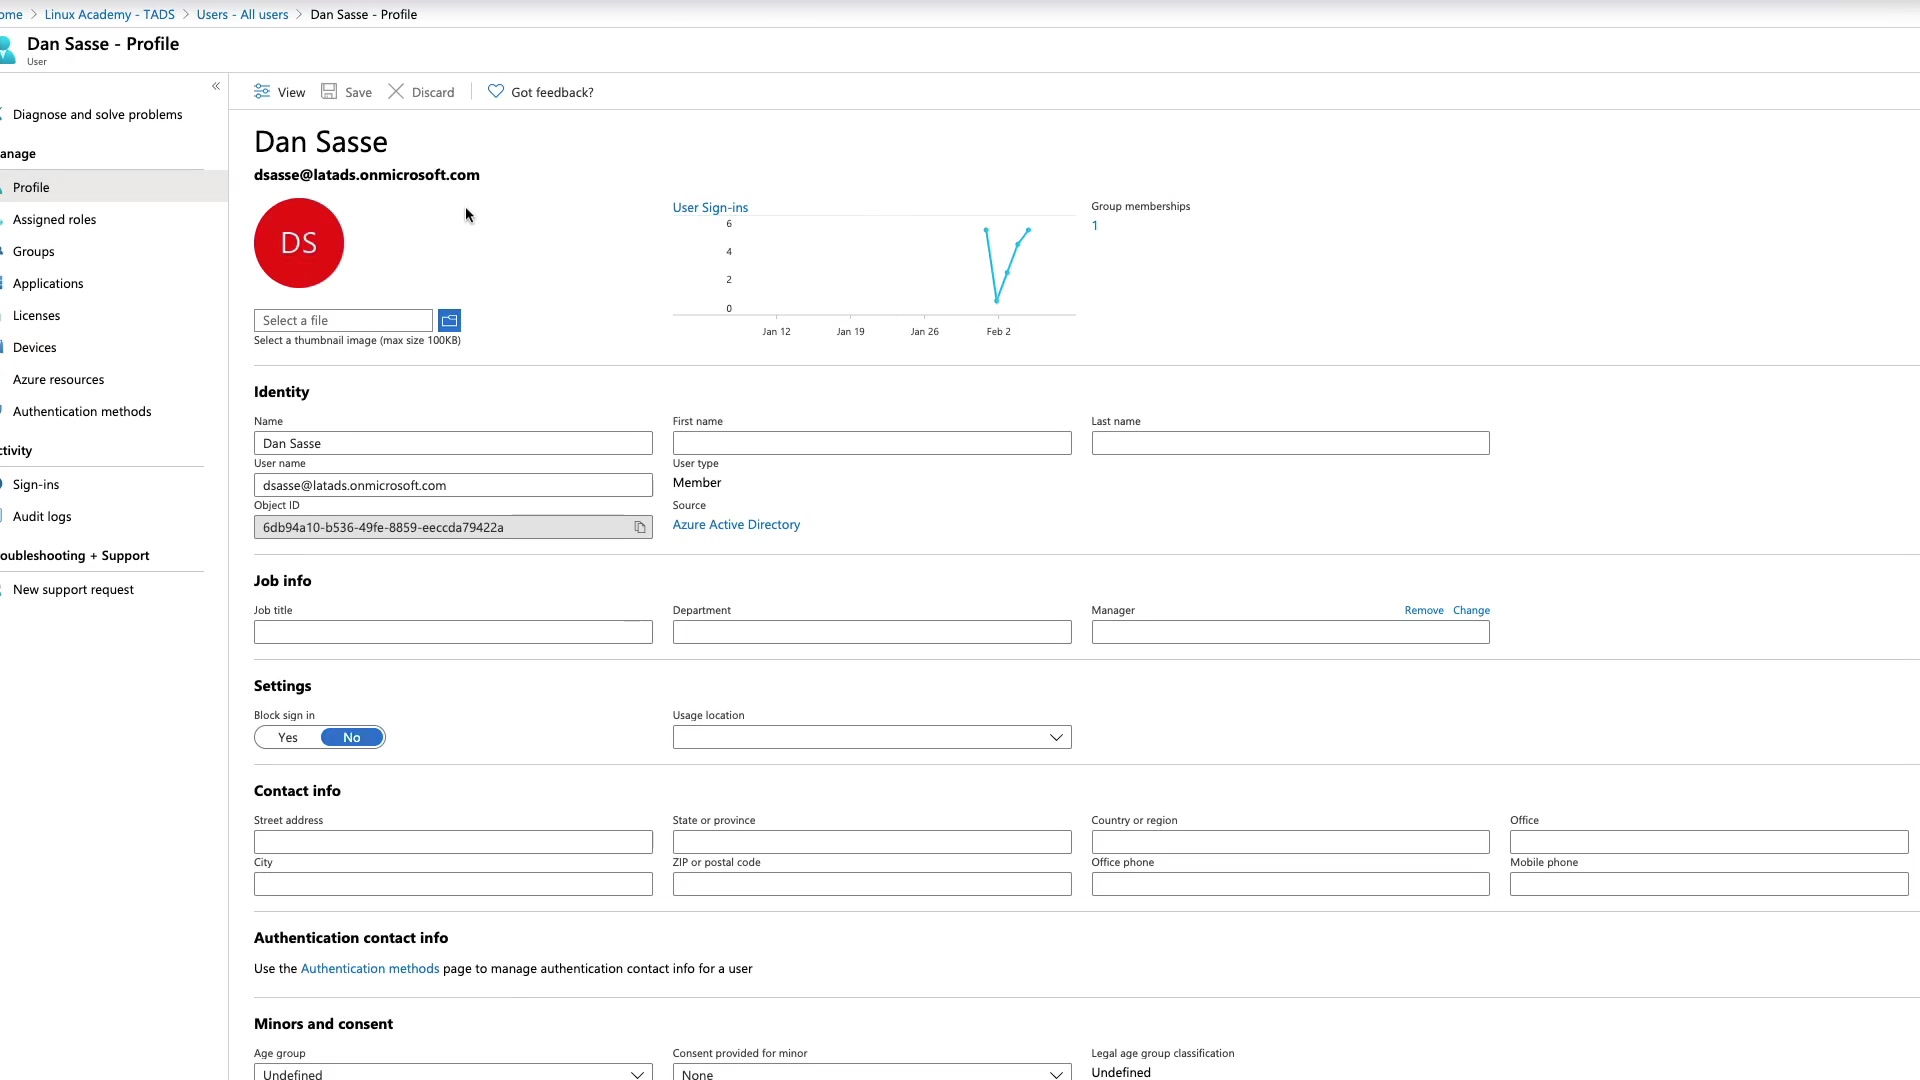 ome > Linux Academy - TADS > Users - All users > Dan Sasse - Profile
Dan Sasse - Profile
User
«
Diagnose and solve problems
anage
Profile
Assigned roles
Groups
Applications
Licenses
Devices
Azure resources
Authentication methods
ctivity
Sign-ins
Audit logs
oubleshooting + Support
New support request
View Save Discard Got feedback?
Dan Sasse
dsasse@latads.onmicrosoft.com
DS
Select a file
Select a thumbnail image (max size 100KB)
User Sign-ins
6
4
2
0
Jan 12 Jan 19 Jan 26 Feb 2
Group memberships
1
Identity
Name First name Last name
Dan Sasse
User name User type
dsasse@latads.onmicrosoft.com Member
Object ID Source
6db94a10-b536-49fe-8859-eeccda79422a Azure Active Directory
Job info
Job title Department Manager Remove Change
Settings
Block sign in Usage location
Yes No
Contact info
Street address State or province Country or region Office
City ZIP or postal code Office phone Mobile phone
Authentication contact info
Use the Authentication methods page to manage authentication contact info for a user
Minors and consent
Age group Consent provided for minor Legal age group classification
Undefined None Undefined